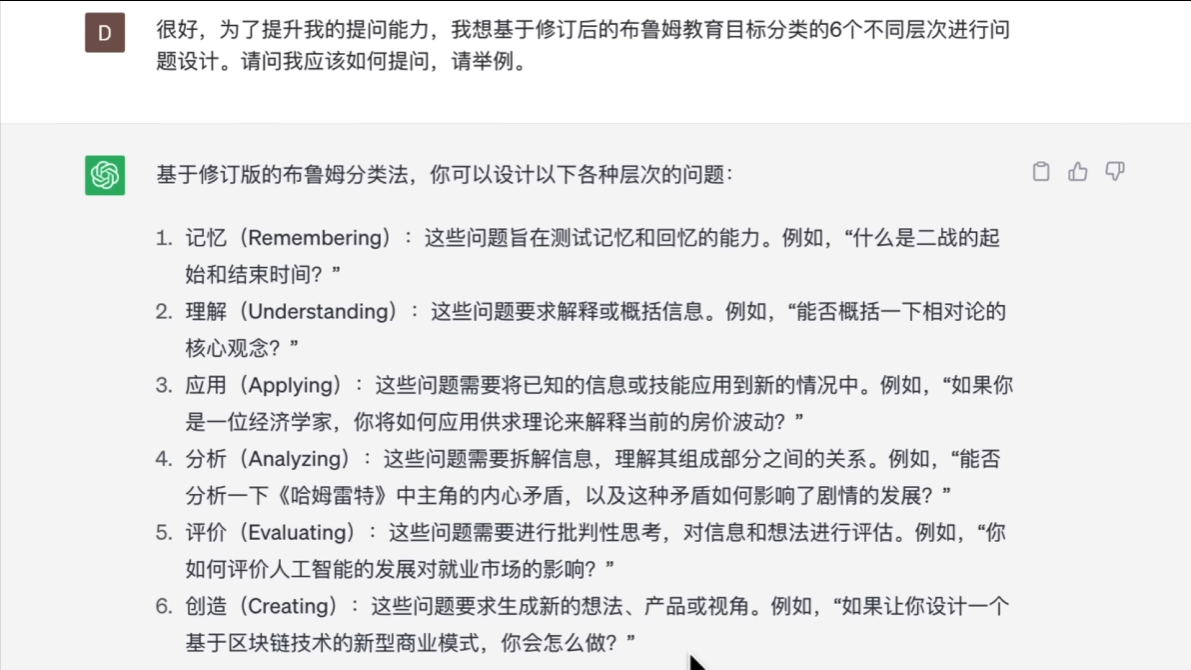 D
很好，为了提升我的提问能力，我想基于修订后的布鲁姆教育目标分类的6个不同层次进行问
题设计。请问我应该如何提问，请举例。
基于修订版的布鲁姆分类法，你可以设计以下各种层次的问题：
1. 记忆（Remembering）：这些问题旨在测试记忆和回忆的能力。例如，“什么是二战的起
始和结束时间？”
2. 理解（Understanding）：这些问题要求解释或概括信息。例如，“能否概括一下相对论的
核心观念？”
3. 应用（Applying）：这些问题需要将已知的信息或技能应用到新的情况中。例如，“如果你
是一位经济学家，你将如何应用供求理论来解释当前的房价波动？”
4. 分析（Analyzing）：这些问题需要拆解信息，理解其组成部分之间的关系。例如，“能否
分析一下《哈姆雷特》中主角的内心矛盾，以及这种矛盾如何影响了剧情的发展？”
5. 评价（Evaluating）：这些问题需要进行批判性思考，对信息和想法进行评估。例如，“你
如何评价人工智能的发展对就业市场的影响？”
6. 创造（Creating）：这些问题要求生成新的想法、产品或视角。例如，“如果让你设计一个
基于区块链技术的新型商业模式，你会怎么做？”